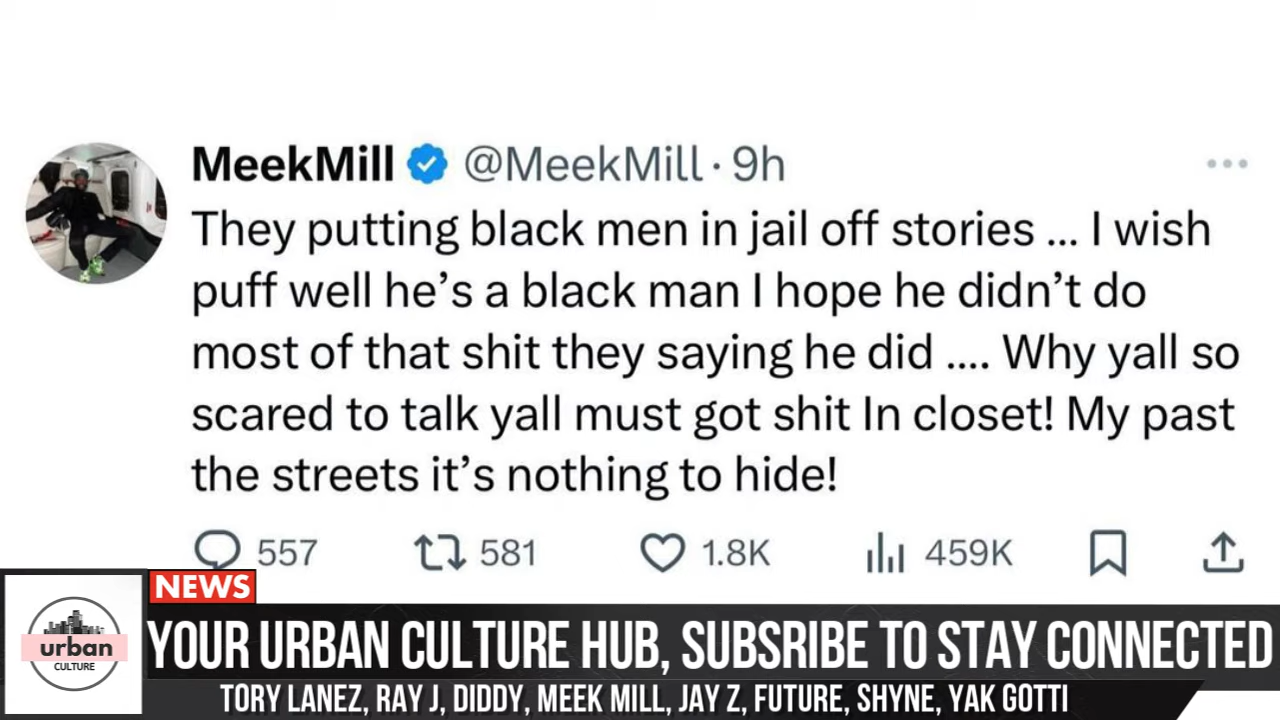 MeekMill @MeekMill · 9h
They putting black men in jail off stories ... I wish
puff well he's a black man I hope he didn't do
most of that shit they saying he did .... Why yall so
scared to talk yall must got shit In closet! My past
the streets it's nothing to hide!
557 581 1.8K 459K
NEWS
urban
CULTURE
YOUR URBAN CULTURE HUB, SUBSRIBE TO STAY CONNECTED
TORY LANEZ, RAY J, DIDDY, MEEK MILL, JAY Z, FUTURE, SHYNE, YAK GOTTI